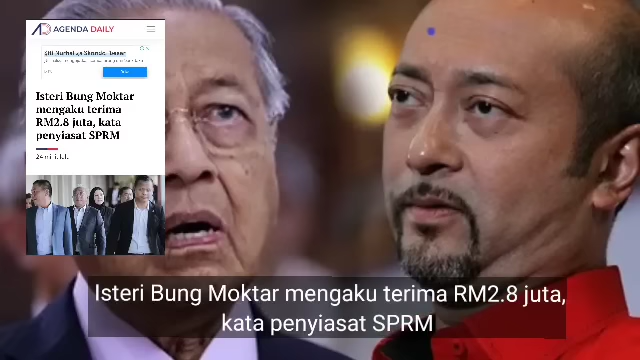 AGENDA DAILY
Isteri Bung Moktar
mengaku terima
RM2.8 juta, kata
penyiasat SPRM
Isteri Bung Moktar mengaku terima RM2.8 juta,
kata penyiasat SPRM